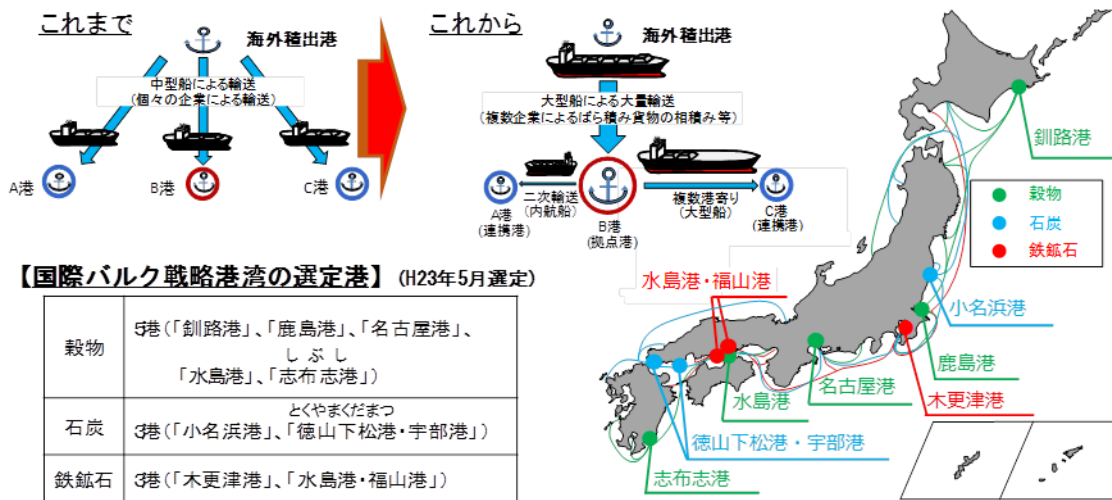 これまで
海外積出港
中型船による輸送
(個々の企業による輸送)
A港
B港
C港
これから
海外積出港
大型船による大量輸送
(複数企業によるばら積み貨物の相積み等)
二次輸送
(内航船)
複数港寄り
(大型船)
A港
(連携港)
B港
(拠点港)
C港
(連携港)
【国際バルク戦略港湾の選定港】 (H23年5月選定)
穀物
5港(「釧路港」、「鹿島港」、「名古屋港」、
しぶし
「水島港」、「志布志港」)
石炭
とくやまくだまつ
3港(「小名浜港」、「徳山下松港・宇部港」)
鉄鉱石
3港(「木更津港」、「水島港・福山港」)
釧路港
穀物
石炭
鉄鉱石
水島港・福山港
小名浜港
鹿島港
名古屋港
木更津港
水島港
徳山下松港・宇部港
志布志港